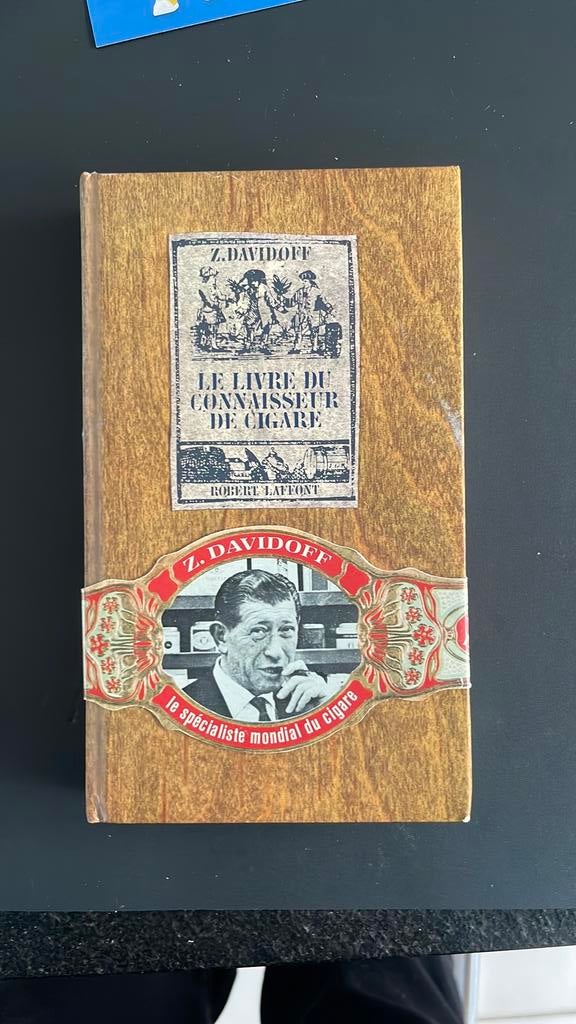 Z.DAVIDOFF
LE LIVRE DU
CONNAISSEUR
DE CIGARE
ROBERT LAFFONT
Z. DAVIDOFF
le spécialiste mondial du cigare